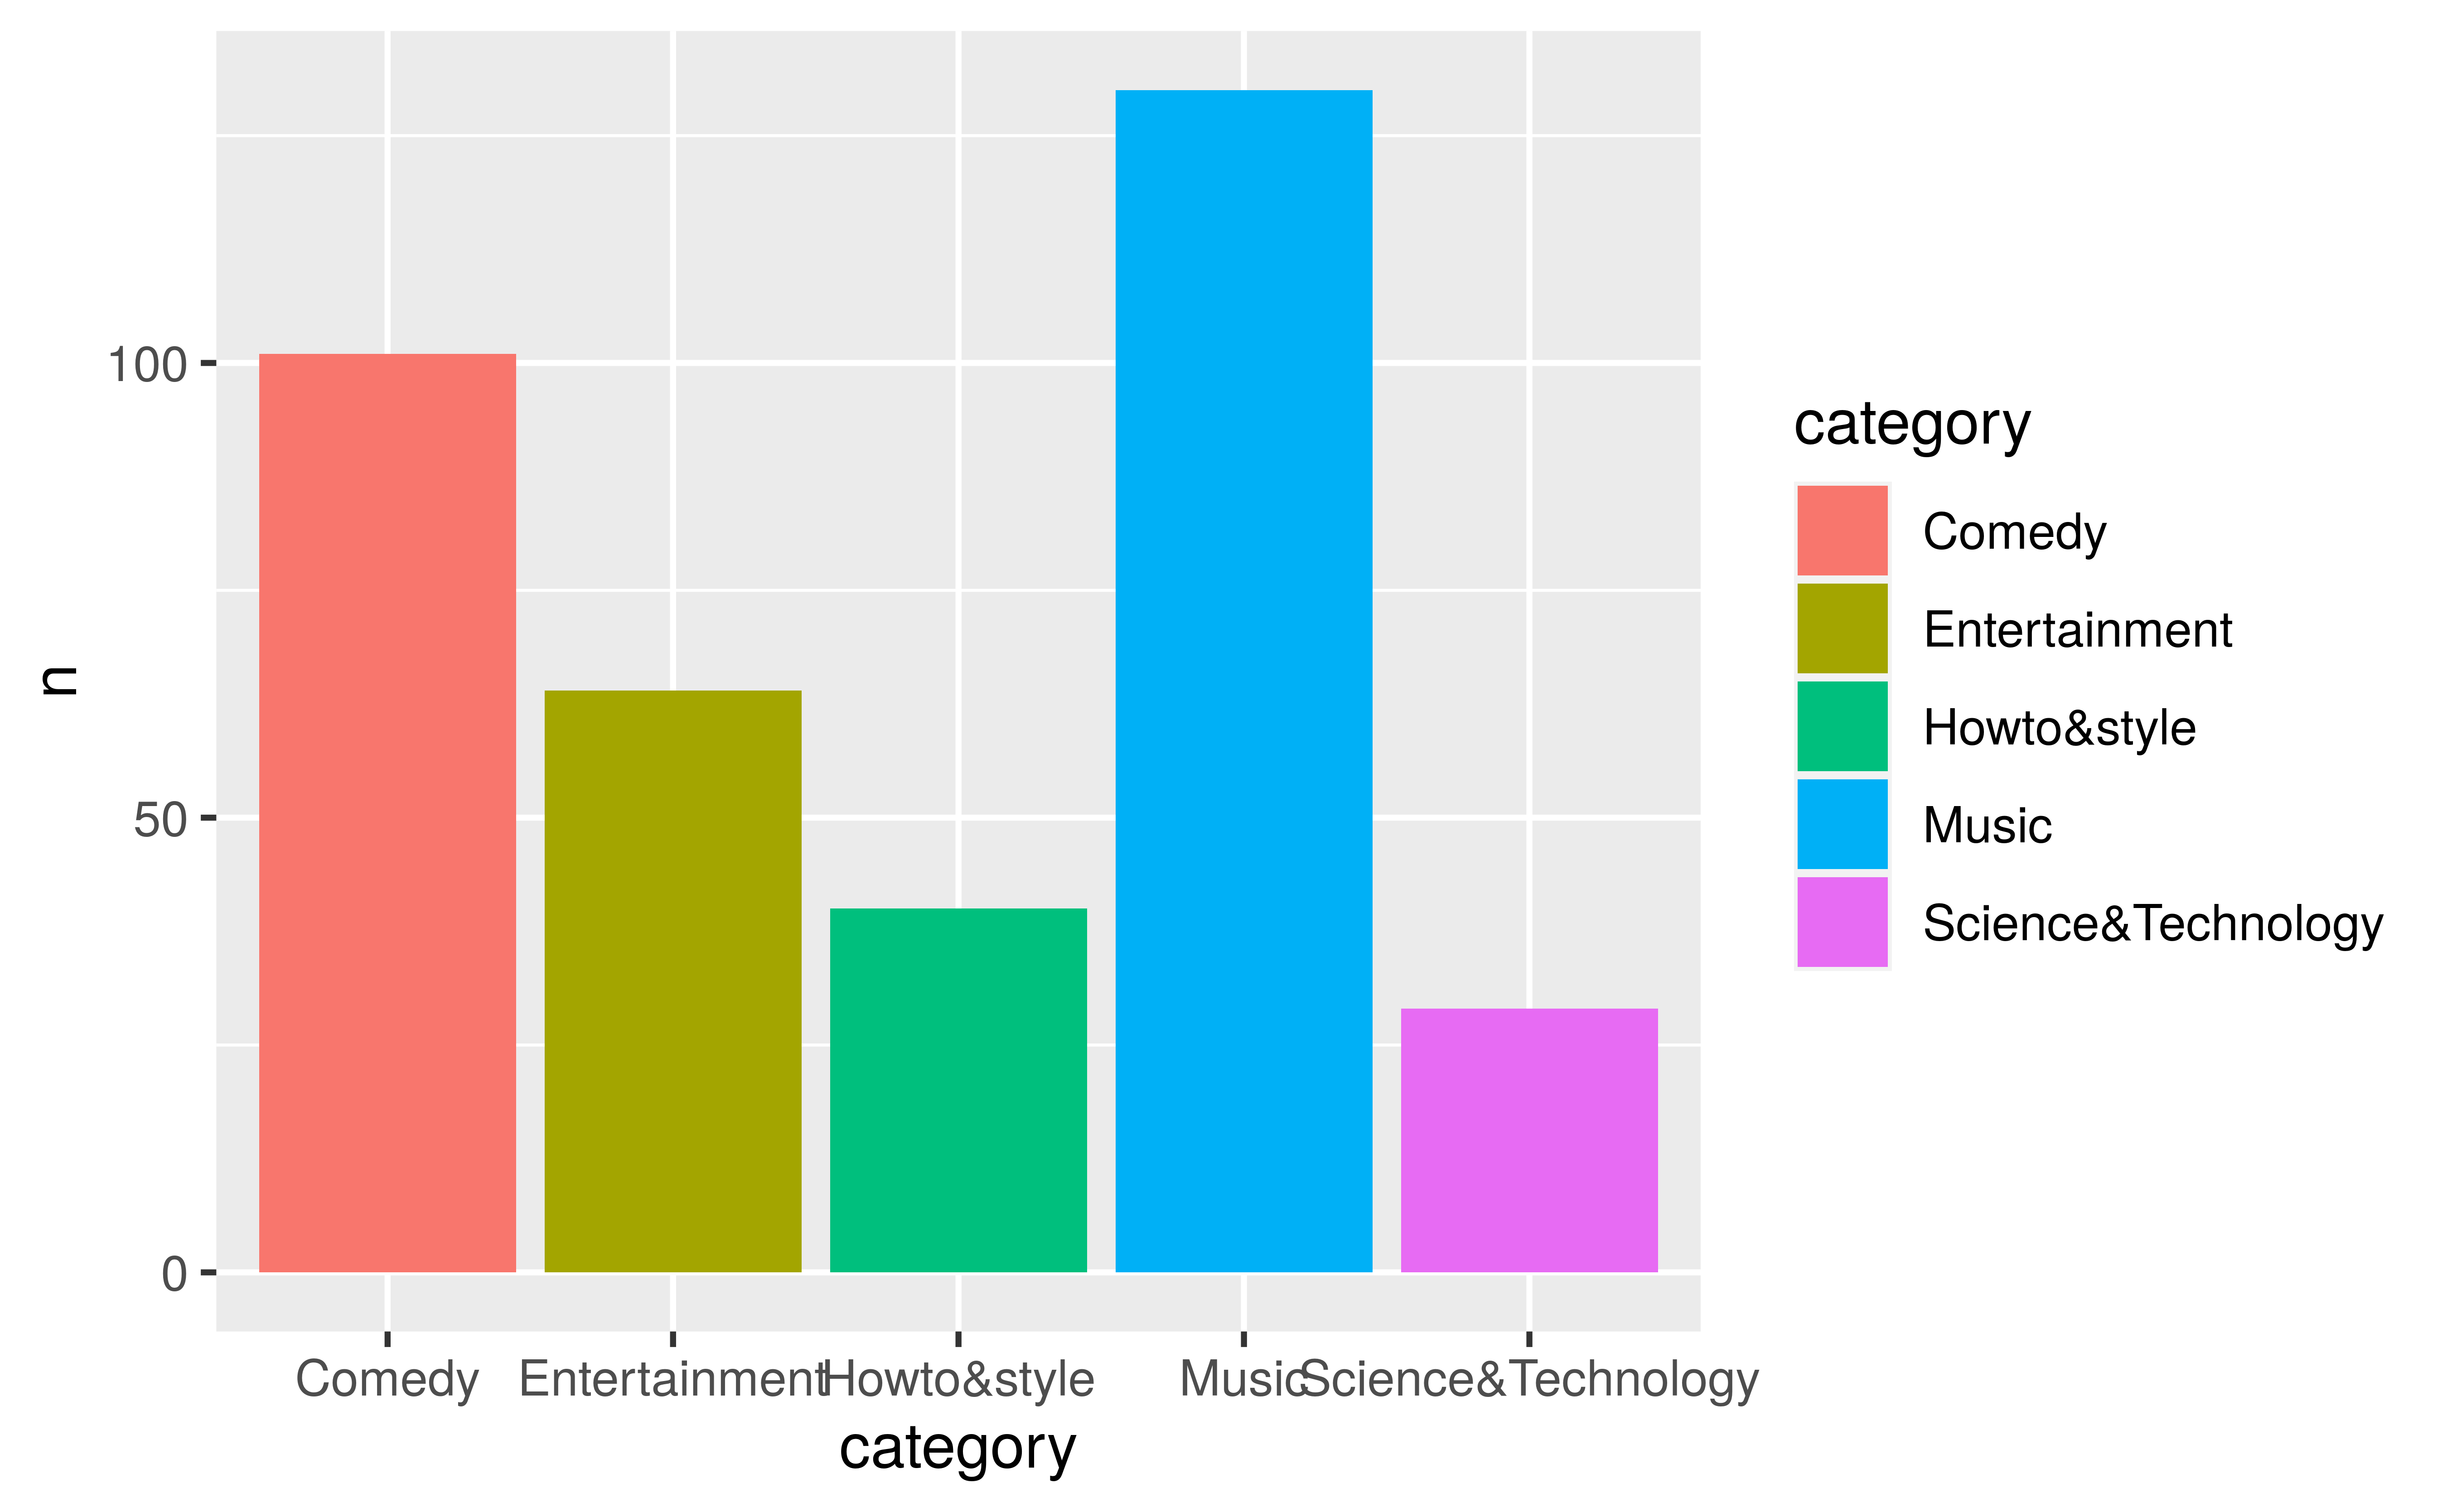 n
100
50
0
Comedy Entertainment Howto&style Music Science&Technology
category
category
Comedy
Entertainment
Howto&style
Music
Science&Technology